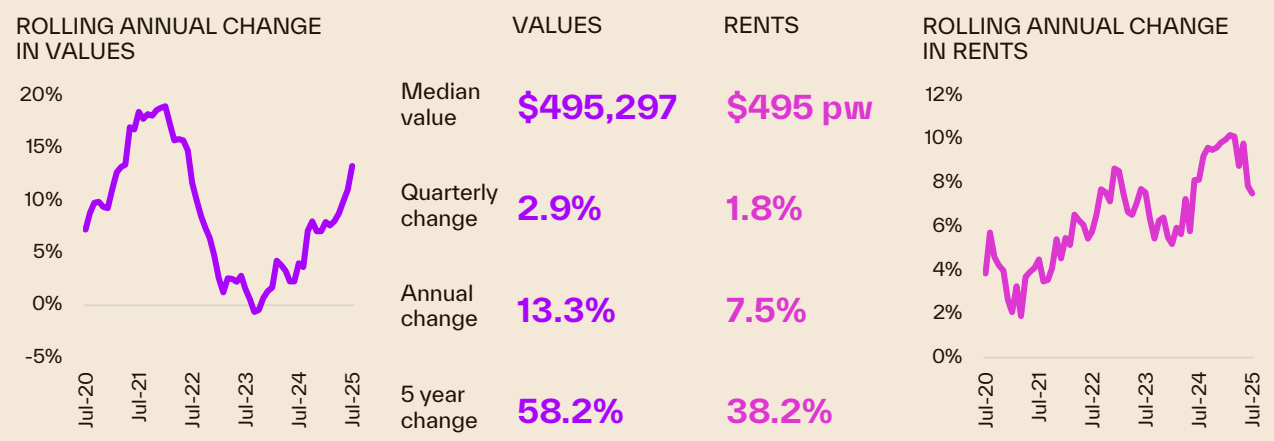 ROLLING ANNUAL CHANGE
IN VALUES
20%
15%
10%
5%
0%
-5%
Jul-20
Jul-21
Jul-22
Jul-23
Jul-24
Jul-25
VALUES
RENTS
Median
value
$495,297
$495 pw
Quarterly
change
2.9%
1.8%
Annual
change
13.3%
7.5%
5 year
change
58.2%
38.2%
ROLLING ANNUAL CHANGE
IN RENTS
12%
10%
8%
6%
4%
2%
0%
Jul-20
Jul-21
Jul-22
Jul-23
Jul-24
Jul-25